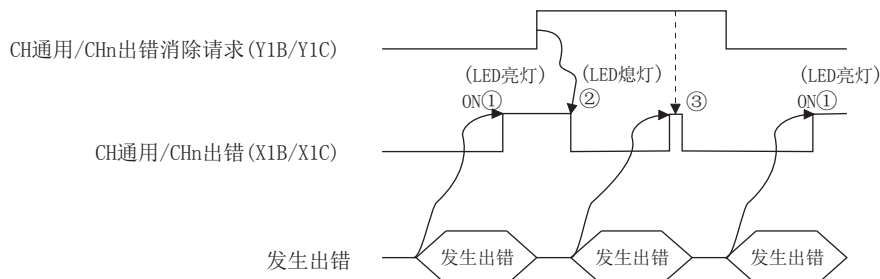 CH通用/CHn出错消除请求(Y1B/Y1C)
(LED亮灯)
(LED熄灯)
(LED亮灯)
ON①
②
③
ON①
CH通用/CHn出错(X1B/X1C)
发生出错
发生出错
发生出错
发生出错